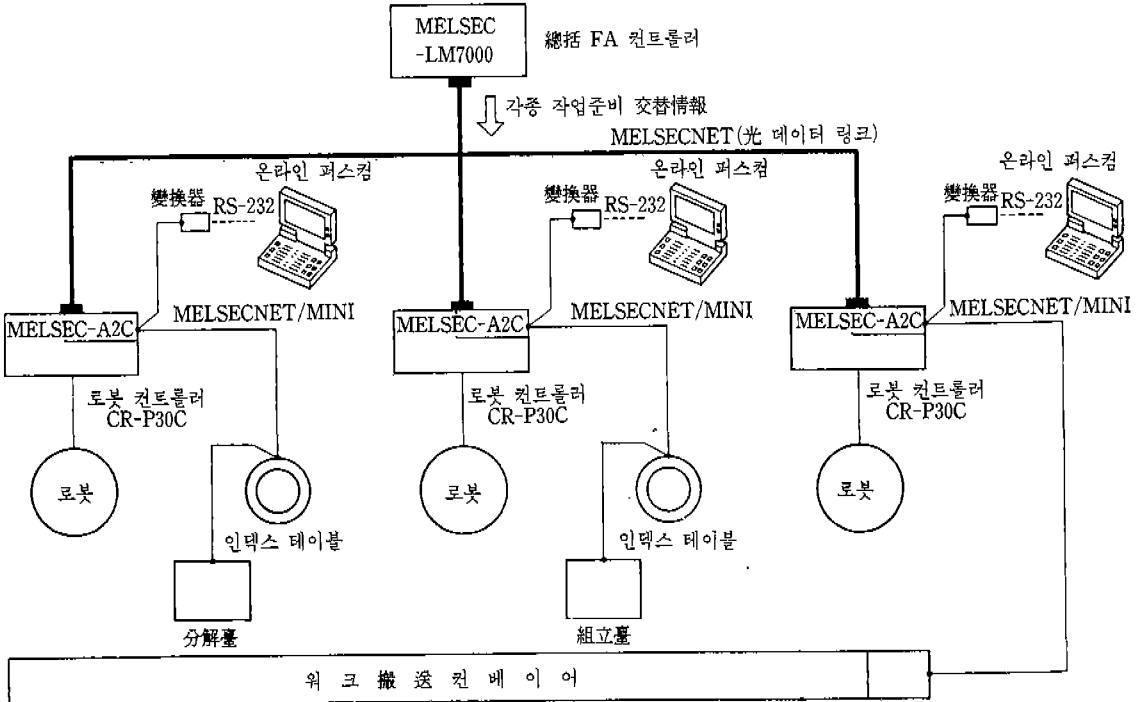 MELSEC
-LM7000
總括 FA 컨트롤러
각종 작업준비 交替情報
MELSECNET(光 데이터 링크)
온라인 퍼스컴
變換器
RS-232
온라인 퍼스컴
變換器
RS-232
온라인 퍼스컴
變換器
RS-232
MELSEC-A2C
MELSECNET/MINI
MELSEC-A2C
MELSECNET/MINI
MELSEC-A2C
MELSECNET/MINI
로봇 컨트롤러
CR-P30C
로봇 컨트롤러
CR-P30C
로봇 컨트롤러
CR-P30C
로봇
로봇
로봇
인덱스 테이블
인덱스 테이블
分解臺
組立臺
워 크 搬 送 컨 베 이 어